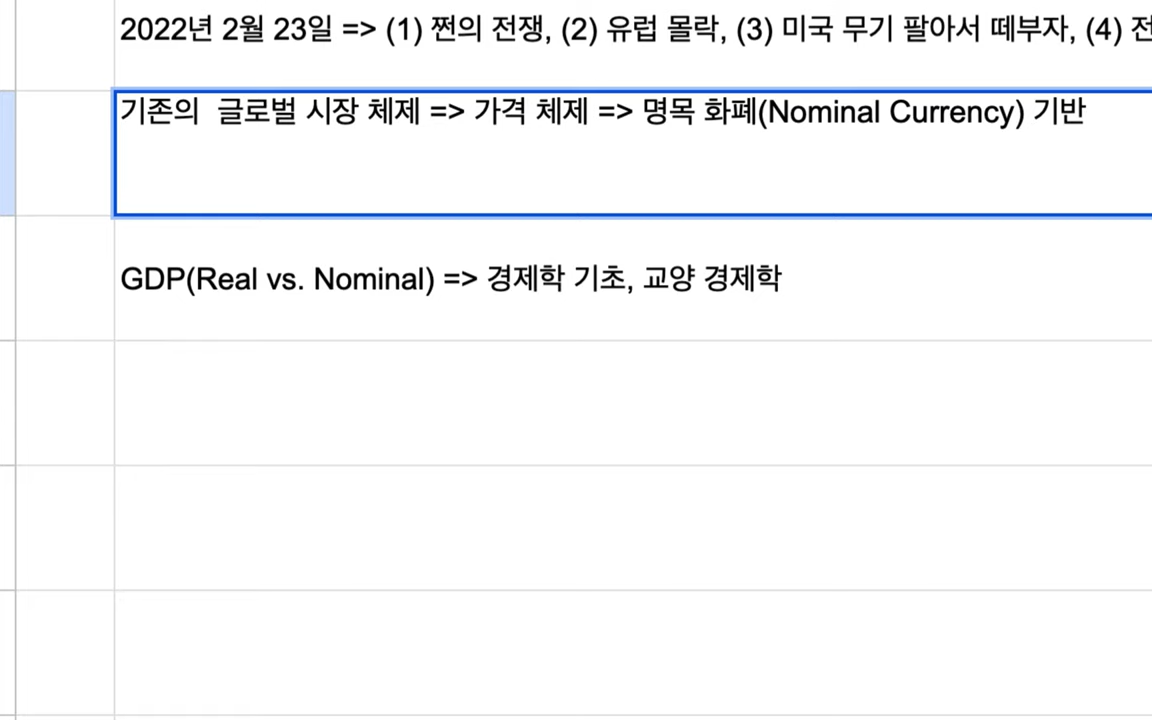 2022년 2월 23일 => (1) 쩐의 전쟁, (2) 유럽 몰락, (3) 미국 무기 팔아서 떼부자, (4) 전
기존의  글로벌 시장 체제 => 가격 체제 => 명목 화폐(Nominal Currency) 기반
GDP(Real vs. Nominal) => 경제학 기초, 교양 경제학